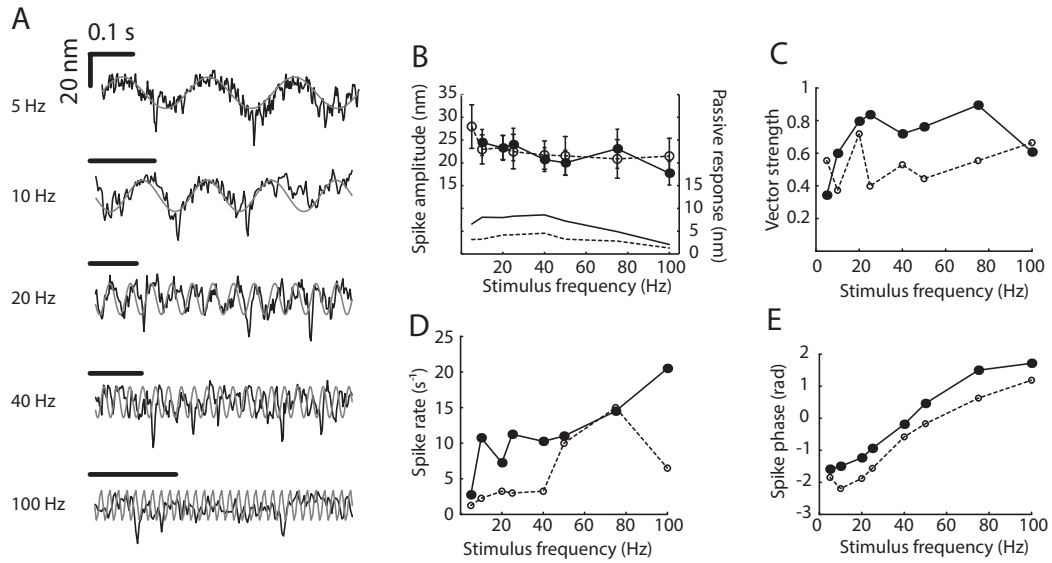 A
0.1 s
20 nm
5 Hz
10 Hz
20 Hz
40 Hz
100 Hz
B
Spike amplitude (nm)
35
30
25
20
15
Passive response (nm)
15
10
5
0
20 40 60 80 100
Stimulus frequency (Hz)
C
Vector strength
1
0.8
0.6
0.4
0.2
0 20 40 60 80 100
Stimulus frequency (Hz)
D
Spike rate (s⁻¹)
25
20
15
10
5
0
20 40 60 80 100
Stimulus frequency (Hz)
E
Spike phase (rad)
2
1
0
-1
-2
-3
0 20 40 60 80 100
Stimulus frequency (Hz)